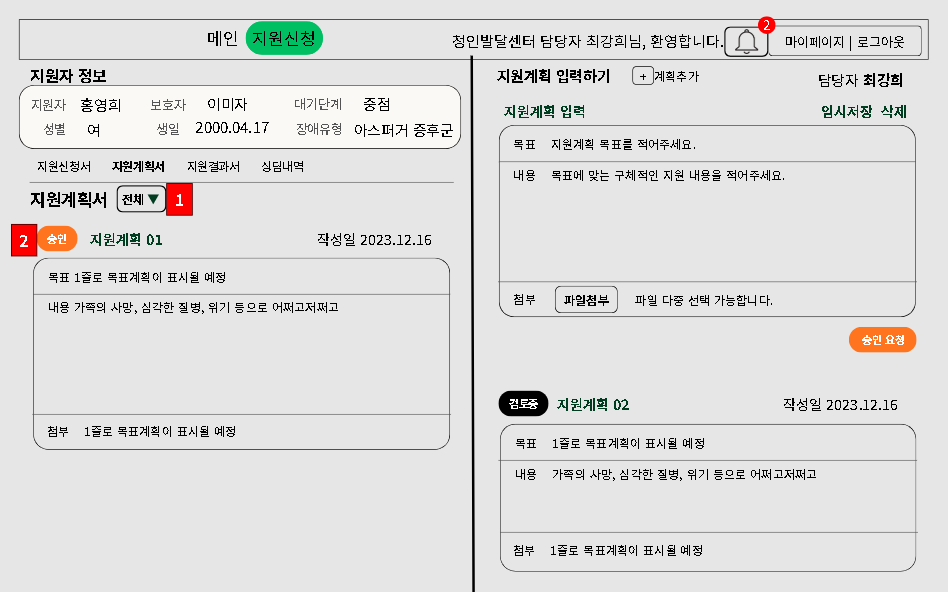 메인 지원신청
청인발달센터 담당자 최강희님, 환영합니다.
2
마이페이지 | 로그아웃
지원자 정보
지원자 홍영희 보호자 이미자 대기단계 중점
성별 여 생일 2000.04.17 장애유형 아스퍼거 증후군
지원신청서 지원계획서 지원결과서 상담내역
지원계획서 전체 ▼ 1
2 승인 지원계획 01 작성일 2023.12.16
목표 1줄로 목표계획이 표시될 예정
내용 가족의 사망, 심각한 질병, 위기 등으로 어쩌고저쩌고
첨부 1줄로 목표계획이 표시될 예정
지원계획 입력하기 + 계획추가 담당자 최강희
지원계획 입력 임시저장 삭제
목표 지원계획 목표를 적어주세요.
내용 목표에 맞는 구체적인 지원 내용을 적어주세요.
첨부 파일첨부 파일 다중 선택 가능합니다.
승인 요청
검토중 지원계획 02 작성일 2023.12.16
목표 1줄로 목표계획이 표시될 예정
내용 가족의 사망, 심각한 질병, 위기 등으로 어쩌고저쩌고
첨부 1줄로 목표계획이 표시될 예정